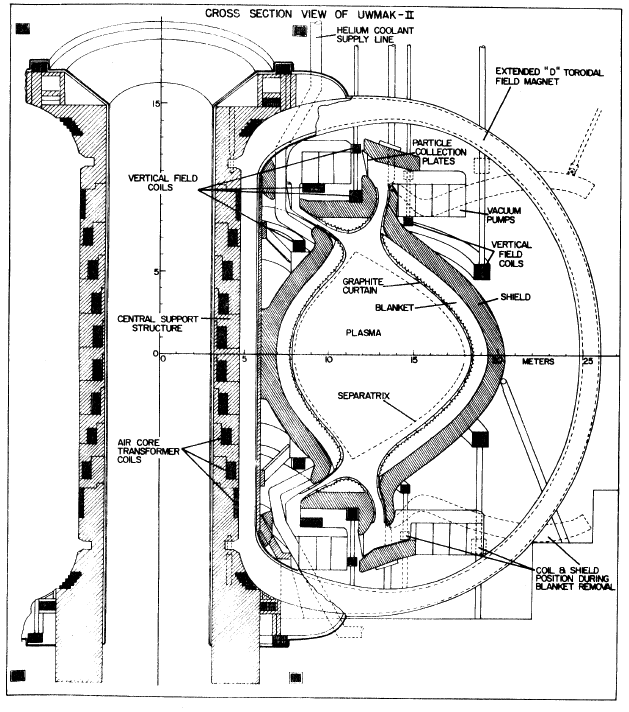 CROSS SECTION VIEW OF UWMAK-II
HELIUM COOLANT
SUPPLY LINE
EXTENDED "D" TOROIDAL
FIELD MAGNET
15
PARTICLE
COLLECTION
PLATES
VERTICAL FIELD
COILS
VACUUM
PUMPS
VERTICAL
FIELD
COILS
5
GRAPHITE
CURTAIN
BLANKET
SHIELD
CENTRAL SUPPORT
STRUCTURE
PLASMA
0
0 5 10 15 20 METERS 25
SEPARATRIX
AIR CORE
TRANSFORMER
COILS
COIL & SHIELD
POSITION DURING
BLANKET REMOVAL